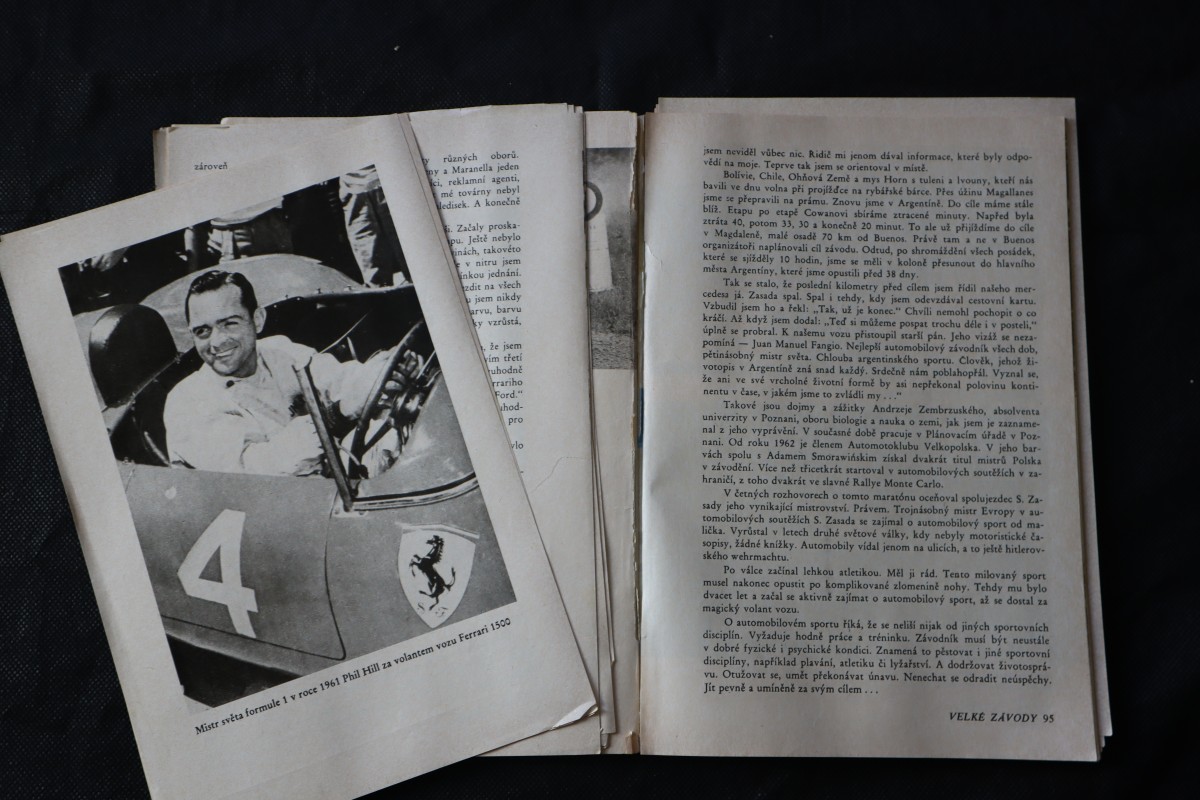 zároveň
Mistr světa formule 1 v roce 1961 Phil Hill za volantem vozu Ferrari 1500
4
S F
různých oborů.
ny a Maranella jeden
ci, reklamní agenti,
mé továrny nebyl
ledisek. A konečně
di. Začaly proska-
pu. Ještě nebylo
jinách, takovéto
e v nitru jsem
ínkou jednání.
zdit na všech
u jsem nikdy
arvu, barvu
ky vzrůstá,
, že jsem
vím třetí
uhodně
rrariho
Ford."
uhod-
pro
ylo
jsem neviděl vůbec nic. Řidič mi jenom dával informace, které byly odpo-
vědí na moje. Teprve tak jsem se orientoval v místě.
Bolívie, Chile, Ohňová Země a mys Horn s tuleni a lvouny, kteří nás
bavili ve dnu volna při projížďce na rybářské bárce. Přes úžinu Magallanes
jsme se přepravili na prámu. Znovu jsme v Argentíně. Do cíle máme stále
blíž. Etapu po etapě Cowanovi sbíráme ztracené minuty. Napřed byla
ztráta 40, potom 33, 30 a konečně 20 minut. To ale už přijíždíme do cíle
v Magdaleně, malé osadě 70 km od Buenos. Právě tam a ne v Buenos
organizátoři naplánovali cíl závodu. Odtud, po shromáždění všech posádek,
které se sjížděly 10 hodin, jsme se měli v koloně přesunout do hlavního
města Argentíny, které jsme opustili před 38 dny.
Tak se stalo, že poslední kilometry před cílem jsem řídil našeho mer-
cedesa já. Zasada spal. Spal i tehdy, kdy jsem odevzdával cestovní kartu.
Vzbudil jsem ho a řekl: „Tak, už je konec.“ Chvíli nemohl pochopit o co
kráčí. Až když jsem dodal: „Teď si můžeme pospat trochu déle i v posteli,“
úplně se probral. K našemu vozu přistoupil starší pán. Jeho vizáž se neza-
pomíná — Juan Manuel Fangio. Nejlepší automobilový závodník všech dob,
pětinásobný mistr světa. Chlouba argentinského sportu. Člověk, jehož ži-
votopis v Argentíně zná snad každý. Srdečně nám poblahopřál. Vyznal se,
že ani ve své vrcholné životní formě by asi nepřekonal polovinu konti-
nentu v čase, v jakém jsme to zvládli my . . .“
Takové jsou dojmy a zážitky Andrzeje Zembrzuského, absolventa
univerzity v Poznani, oboru biologie a nauka o zemi, jak jsem je zazname-
nal z jeho vyprávění. V současné době pracuje v Plánovacím úřadě v Poz-
nani. Od roku 1962 je členem Automotoklubu Velkopolska. V jeho bar-
vách spolu s Adamem Smorawińskim získal dvakrát titul mistrů Polska
v závodění. Více než třicetkrát startoval v automobilových soutěžích v za-
hraničí, z toho dvakrát ve slavné Rallye Monte Carlo.
V četných rozhovorech o tomto maratónu oceňoval spolujezdec S. Za-
sady jeho vynikající mistrovství. Právem. Trojnásobný mistr Evropy v au-
tomobilových soutěžích S. Zasada se zajímal o automobilový sport od ma-
lička. Vyrůstal v letech druhé světové války, kdy nebyly motoristické ča-
sopisy, žádné knížky. Automobily vídal jenom na ulicích, a to ještě hitlerov-
ského wehrmachtu.
Po válce začínal lehkou atletikou. Měl ji rád. Tento milovaný sport
musel nakonec opustit po komplikované zlomenině nohy. Tehdy mu bylo
dvacet let a začal se aktivně zajímat o automobilový sport, až se dostal za
magický volant vozu.
O automobilovém sportu říká, že se neliší nijak od jiných sportovních
disciplín. Vyžaduje hodně práce a tréninku. Závodník musí být neustále
v dobré fyzické i psychické kondici. Znamená to pěstovat i jiné sportovní
disciplíny, například plavání, atletiku či lyžařství. A dodržovat životosprá-
vu. Otužovat se, umět překonávat únavu. Nenechat se odradit neúspěchy.
Jít pevně a umíněně za svým cílem . . .
VELKÉ ZÁVODY 95